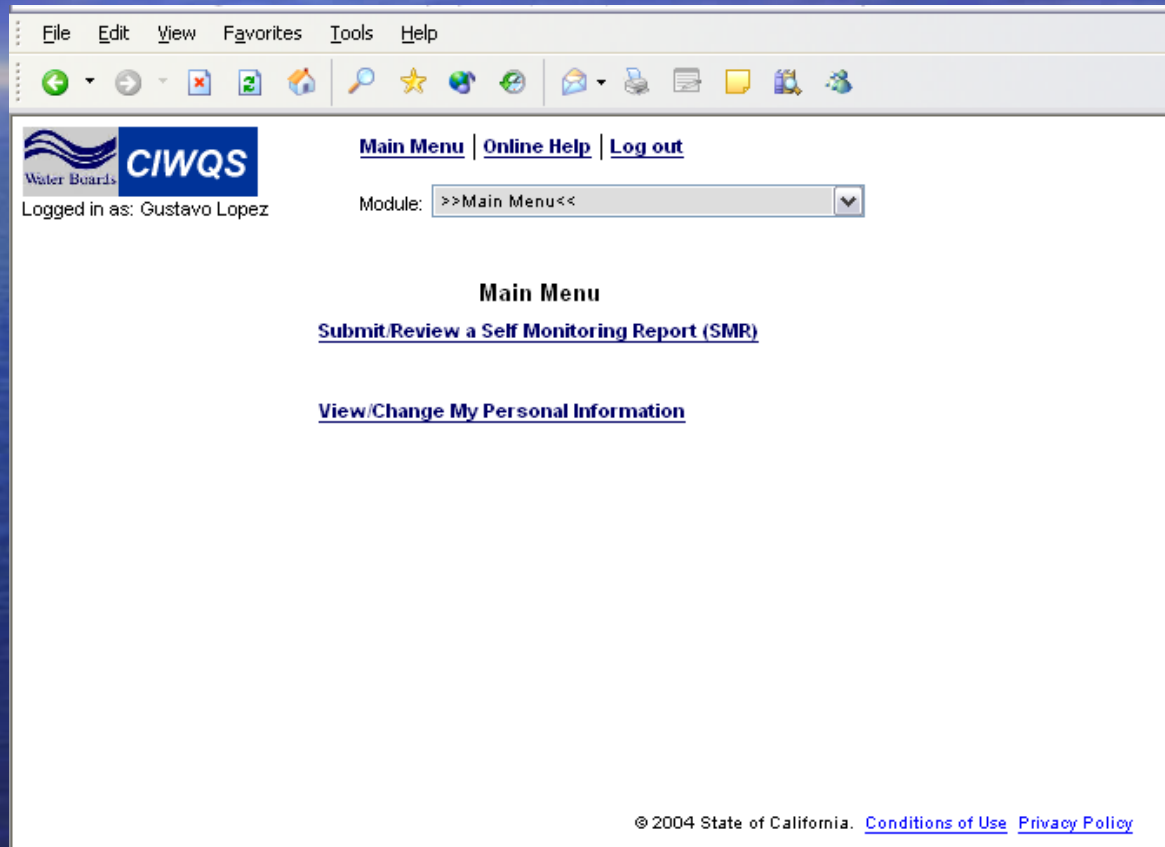 File Edit View Favorites Tools Help
Water Boards CIWQS
Main Menu | Online Help | Log out
Logged in as: Gustavo Lopez
Module: >>Main Menu<<
Main Menu
Submit/Review a Self Monitoring Report (SMR)
View/Change My Personal Information
© 2004 State of California. Conditions of Use Privacy Policy